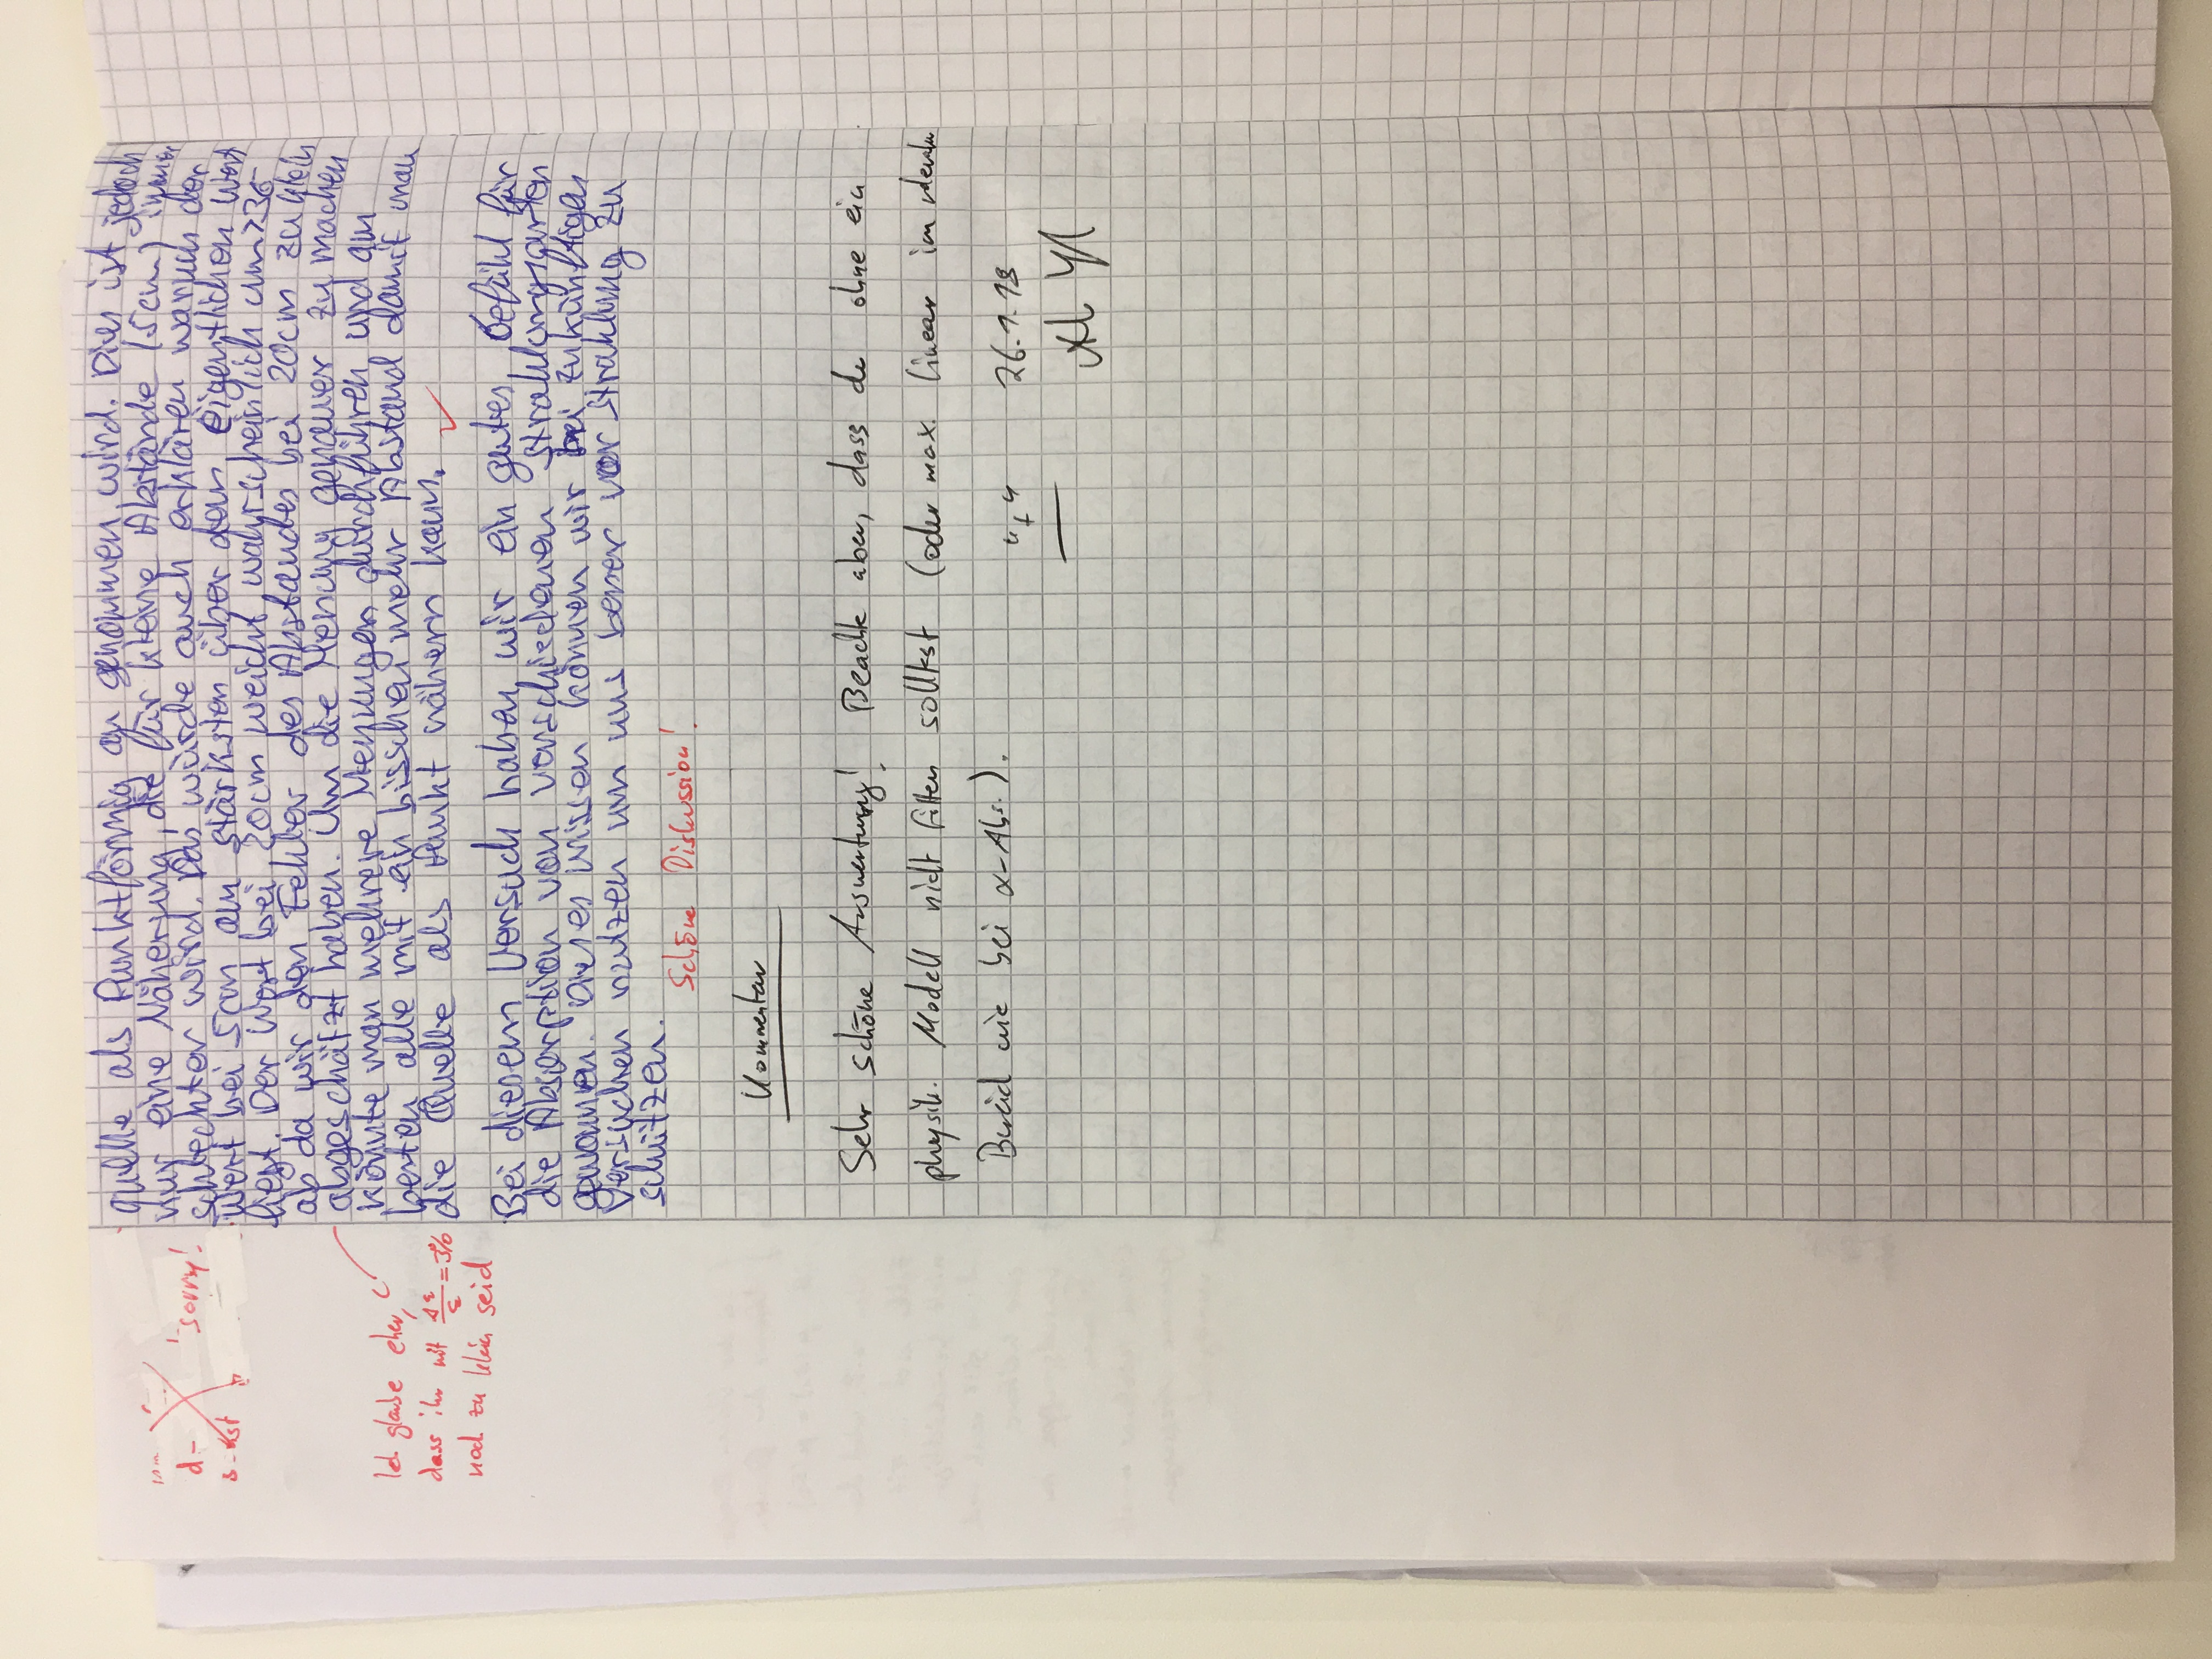 quelle als Punktförmig an genommen wird. Dies ist jedoch
nur eine Näherung, die für kleine Abstände (5cm) immer
schlechter wird. Das würde auch erklären warum der
Wert bei 5cm am stärksten über dem eigentlichen Wert
liegt. Der Wert bei 20cm weicht wahrscheinlich um >3σ
ab da wir den Fehler des Abstandes bei 20cm zu klein
abgeschätzt haben. Um die Messung genauer zu machen
könnte man mehrere Messungen durchführen und am
besten alle mit ein bisschen mehr Abstand damit man
die Quelle als Punkt nähern kann.
sorry!
Ich glaube eher,
dass ihr mit Δε/ε = 3%
noch zu klein seid
Bei diesem Versuch haben wir ein gutes Gefühl für
die Absorption von verschiedenen Strahlungsarten
gewonnen. Dieses Wissen können wir bei zukünftigen
Versuchen nutzen um uns besser vor Strahlung zu
schützen.
Schöne Diskussion!
Kommentar
Sehr schöne Auswertung! Beachte aber, dass du ohne ein
physik. Modell nicht fitten solltest (oder max. linear im relevanten
Bereich wie bei α-Abs.).
"+" 26.1.18